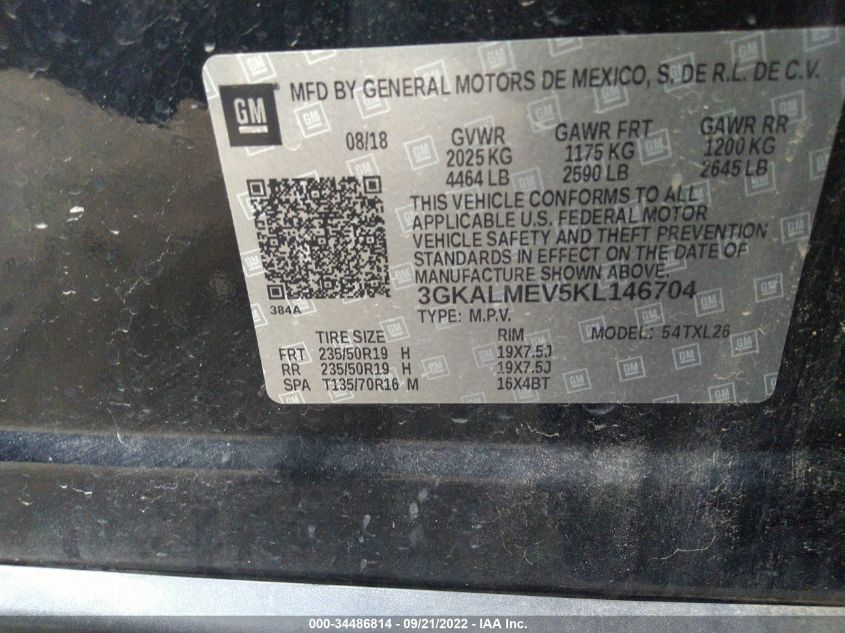 GM
MFD BY GENERAL MOTORS DE MEXICO, S. DE R.L. DE C.V.
08/18 GVWR GAWR FRT GAWR RR
2025 KG 1175 KG 1200 KG
4464 LB 2590 LB 2645 LB
THIS VEHICLE CONFORMS TO ALL
APPLICABLE U.S. FEDERAL MOTOR
VEHICLE SAFETY AND THEFT PREVENTION
STANDARDS IN EFFECT ON THE DATE OF
MANUFACTURE SHOWN ABOVE.
3GKALMEV5KL146704
384A
TYPE: M.P.V. MODEL: 54TXL26
TIRE SIZE RIM
FRT 235/50R19 H 19X7.5J
RR 235/50R19 H 19X7.5J
SPA T135/70R16 M 16X4BT
000-34486814 / 09/21/2022 - IAA Inc.